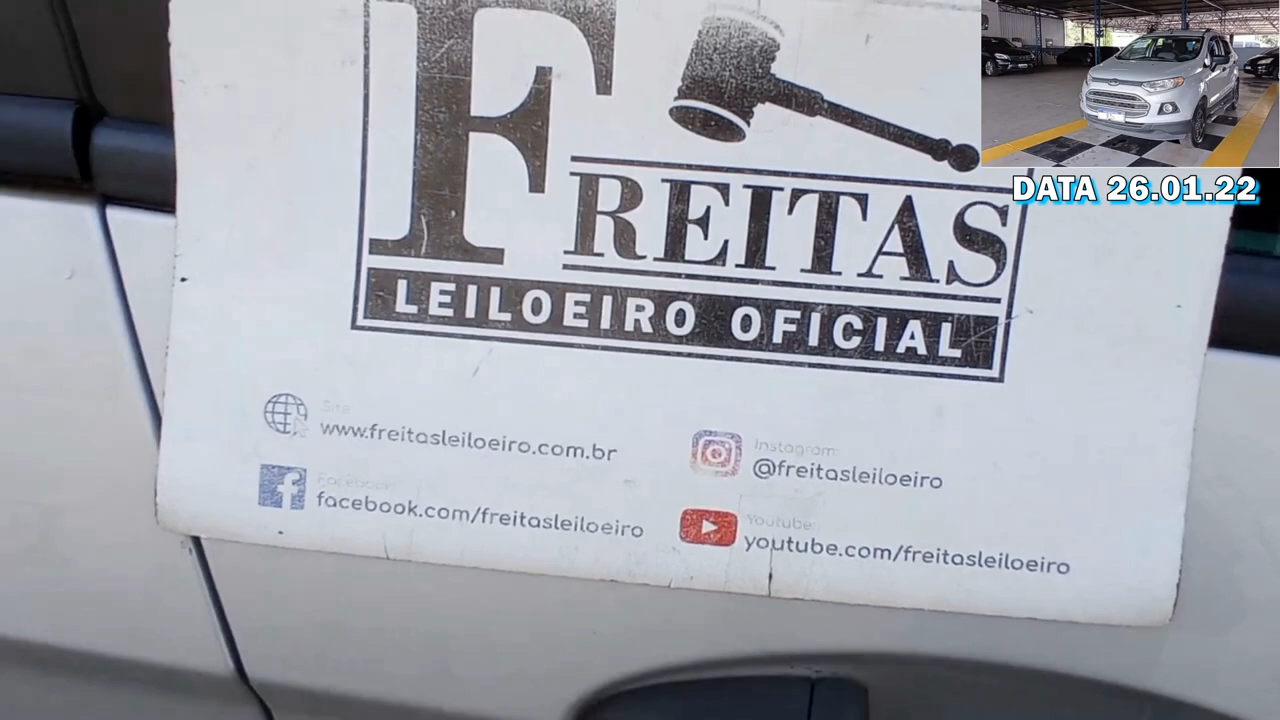 DATA 26.01.22
FREITAS
LEILOEIRO OFICIAL
Site:
www.freitasleiloeiro.com.br
Facebook:
facebook.com/freitasleiloeiro
Instagram:
@freitasleiloeiro
Youtube:
youtube.com/freitasleiloeiro